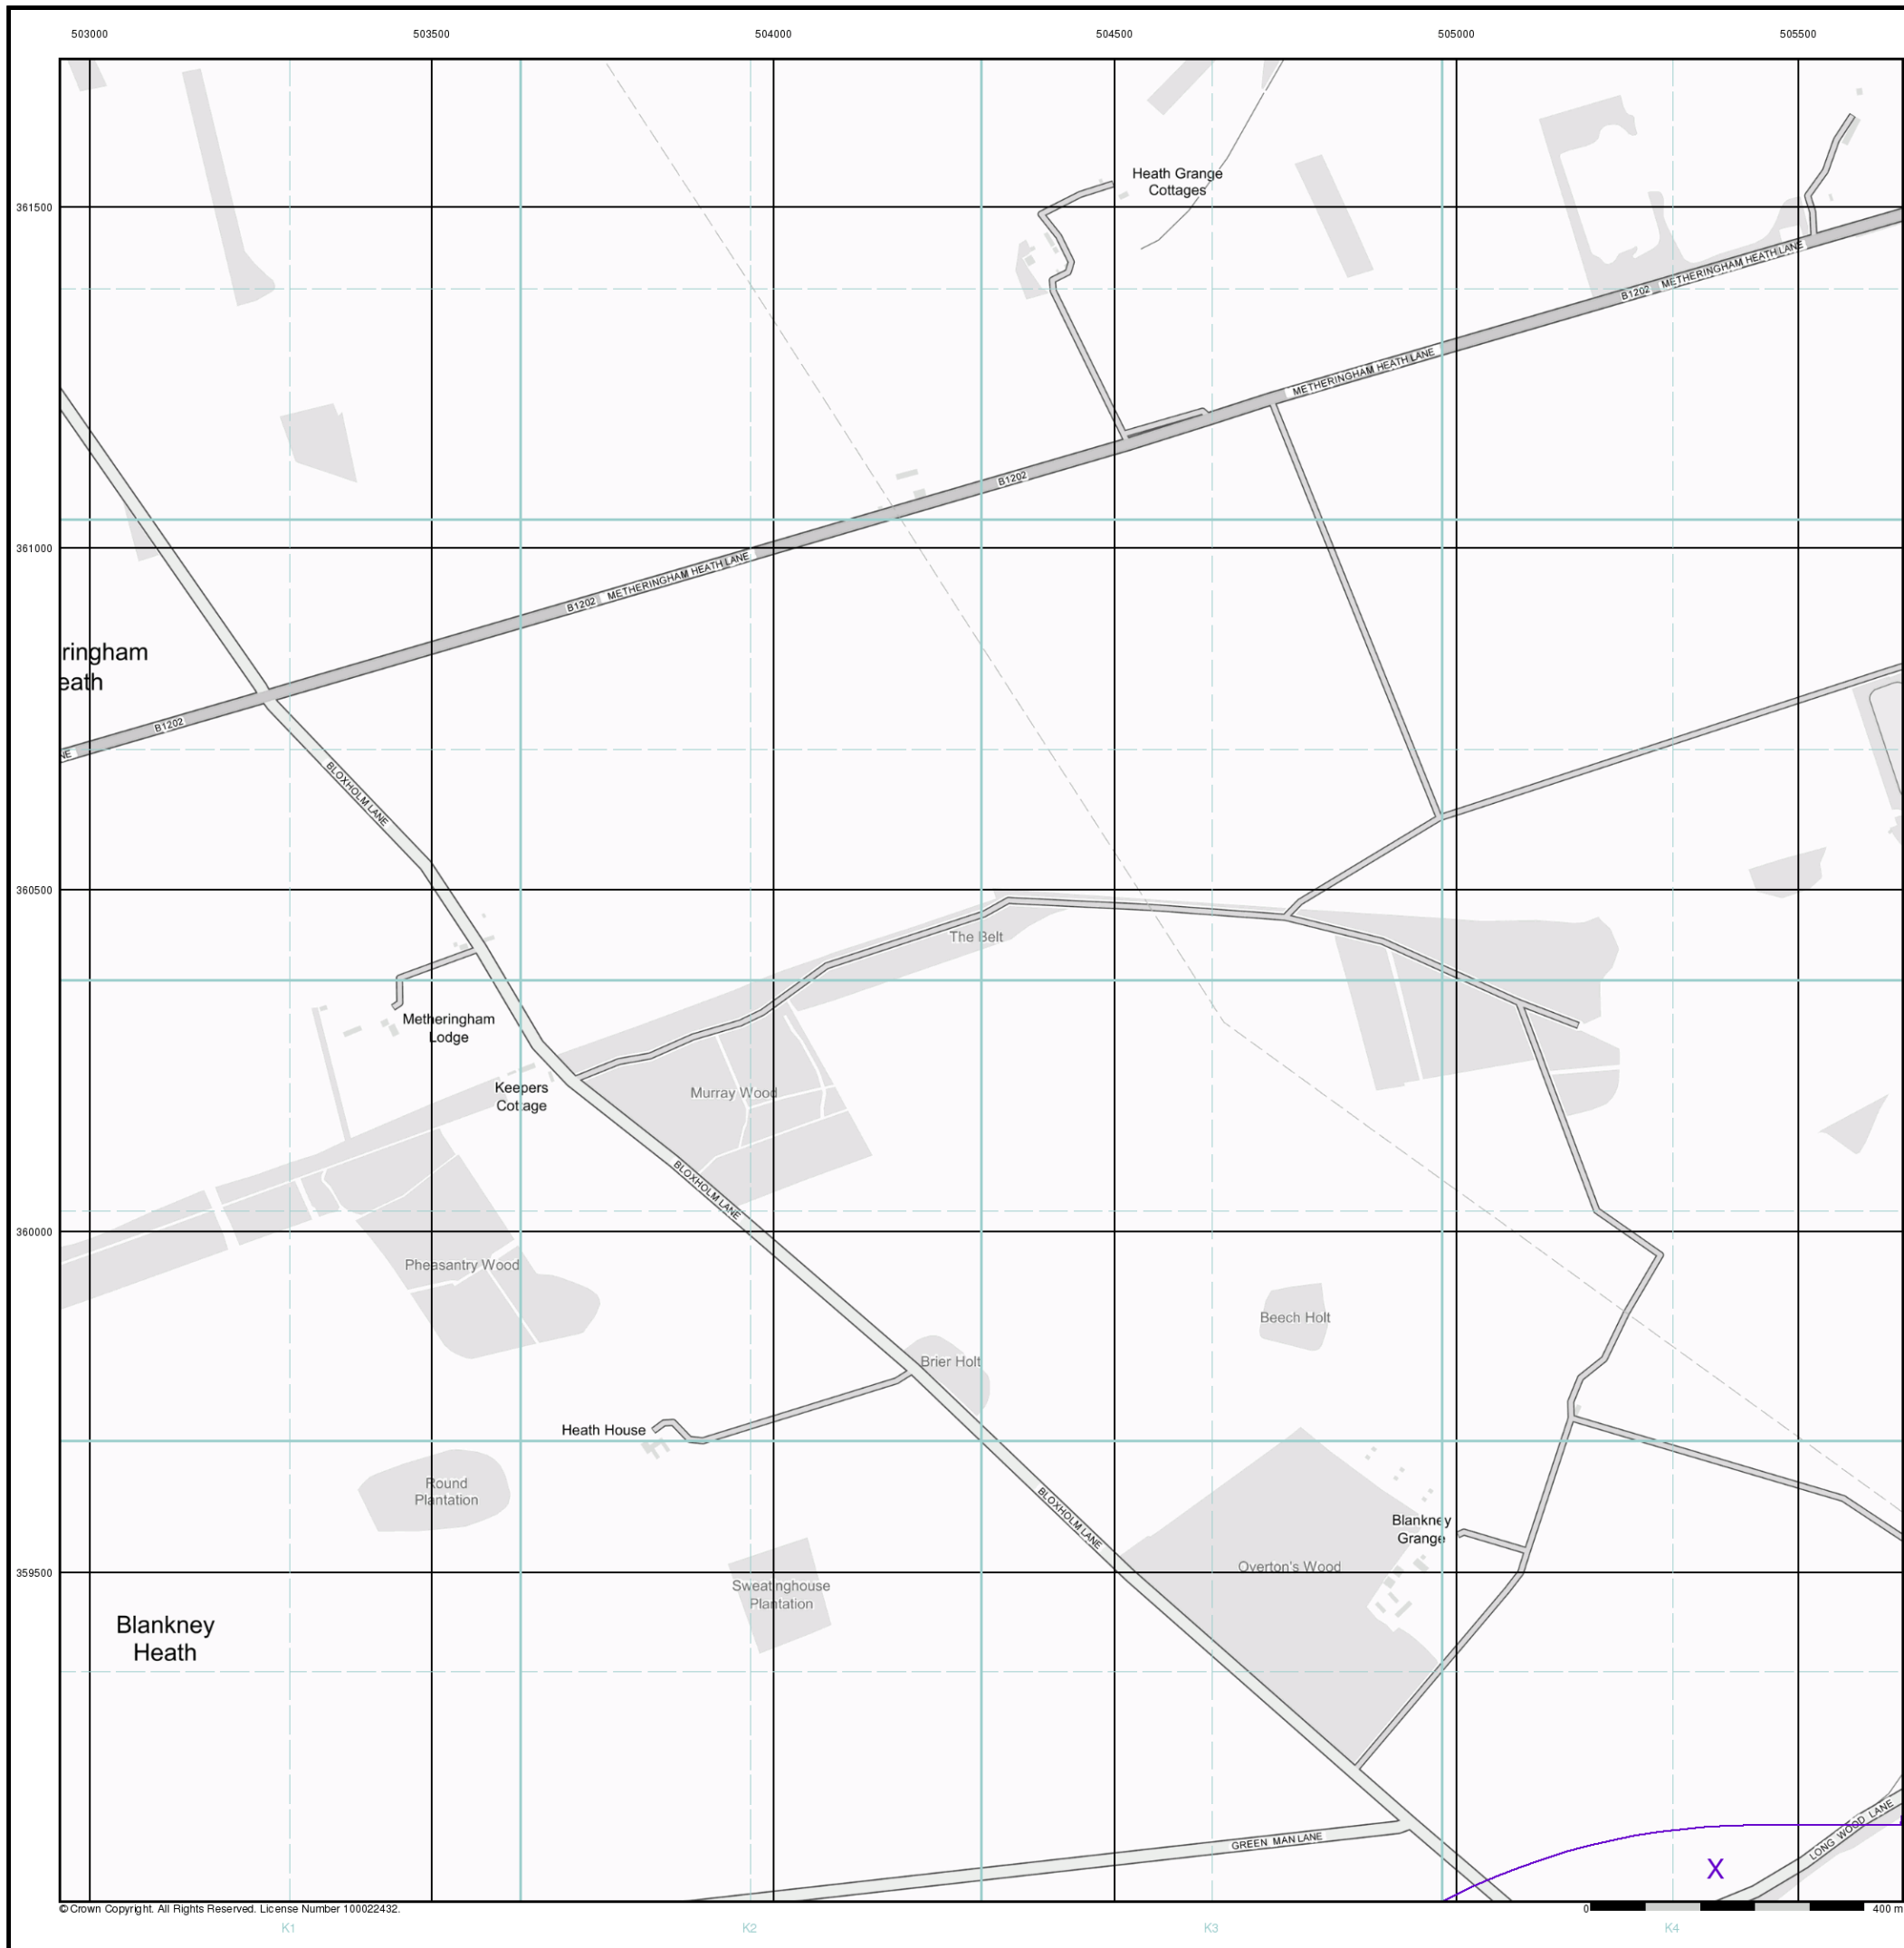 503000 503500 504000 504500 505000 505500
Heath Grange
Cottages
361500
B1202 METHERINGHAM HEATH LANE
METHERINGHAM HEATH LANE
B1202
361000
B1202 METHERINGHAM HEATH LANE
ringham
eath
B1202
NE
BLOXHOLM LANE
360500
The Belt
Metheringham
Lodge
Keepers
Cottage
Murray Wood
BLOXHOLM LANE
360000
Pheasantry Wood
Beech Holt
Brier Holt
Heath House
Round
Plantation
BLOXHOLM LANE
Blankney
Grange
Overton's Wood
359500
Sweatinghouse
Plantation
Blankney
Heath
GREEN MAN LANE
LONG WOOD LANE
X
© Crown Copyright. All Rights Reserved. License Number 100022432.
0 400 m
K1 K2 K3 K4